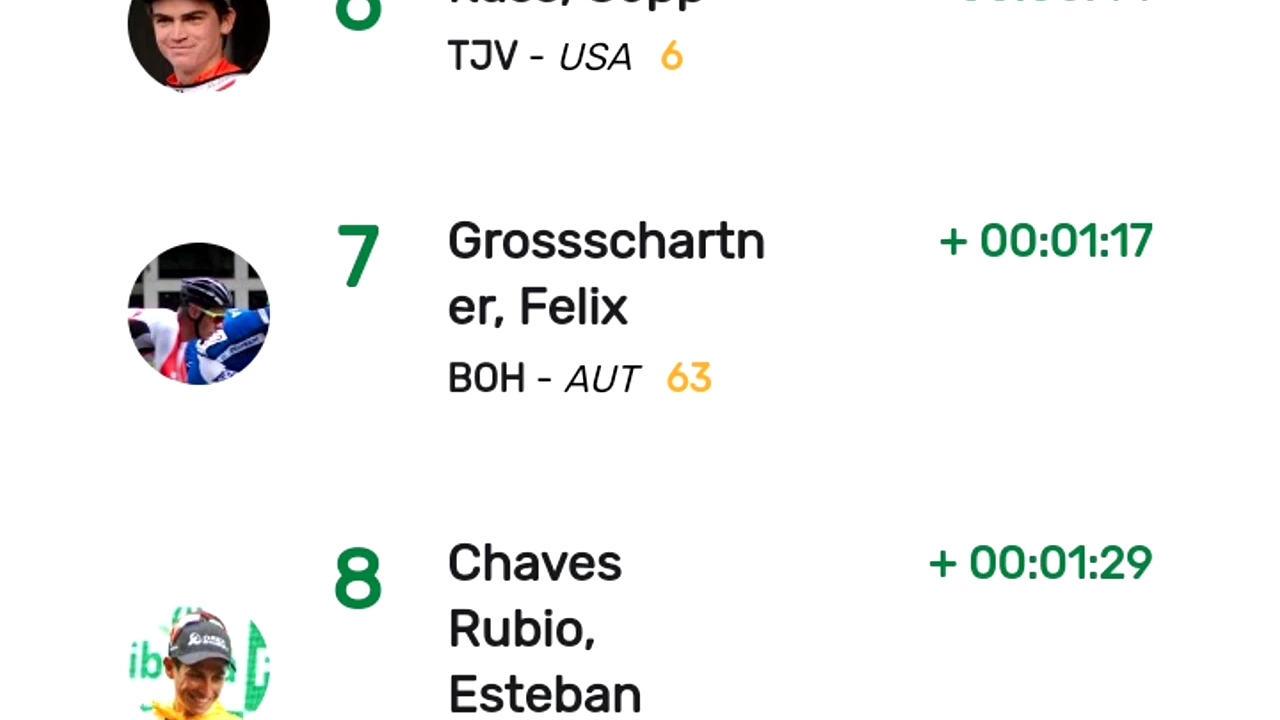 6
TJV - USA 6
7 Grossschartn + 00:01:17
er, Felix
BOH - AUT 63
8 Chaves + 00:01:29
Rubio,
Esteban